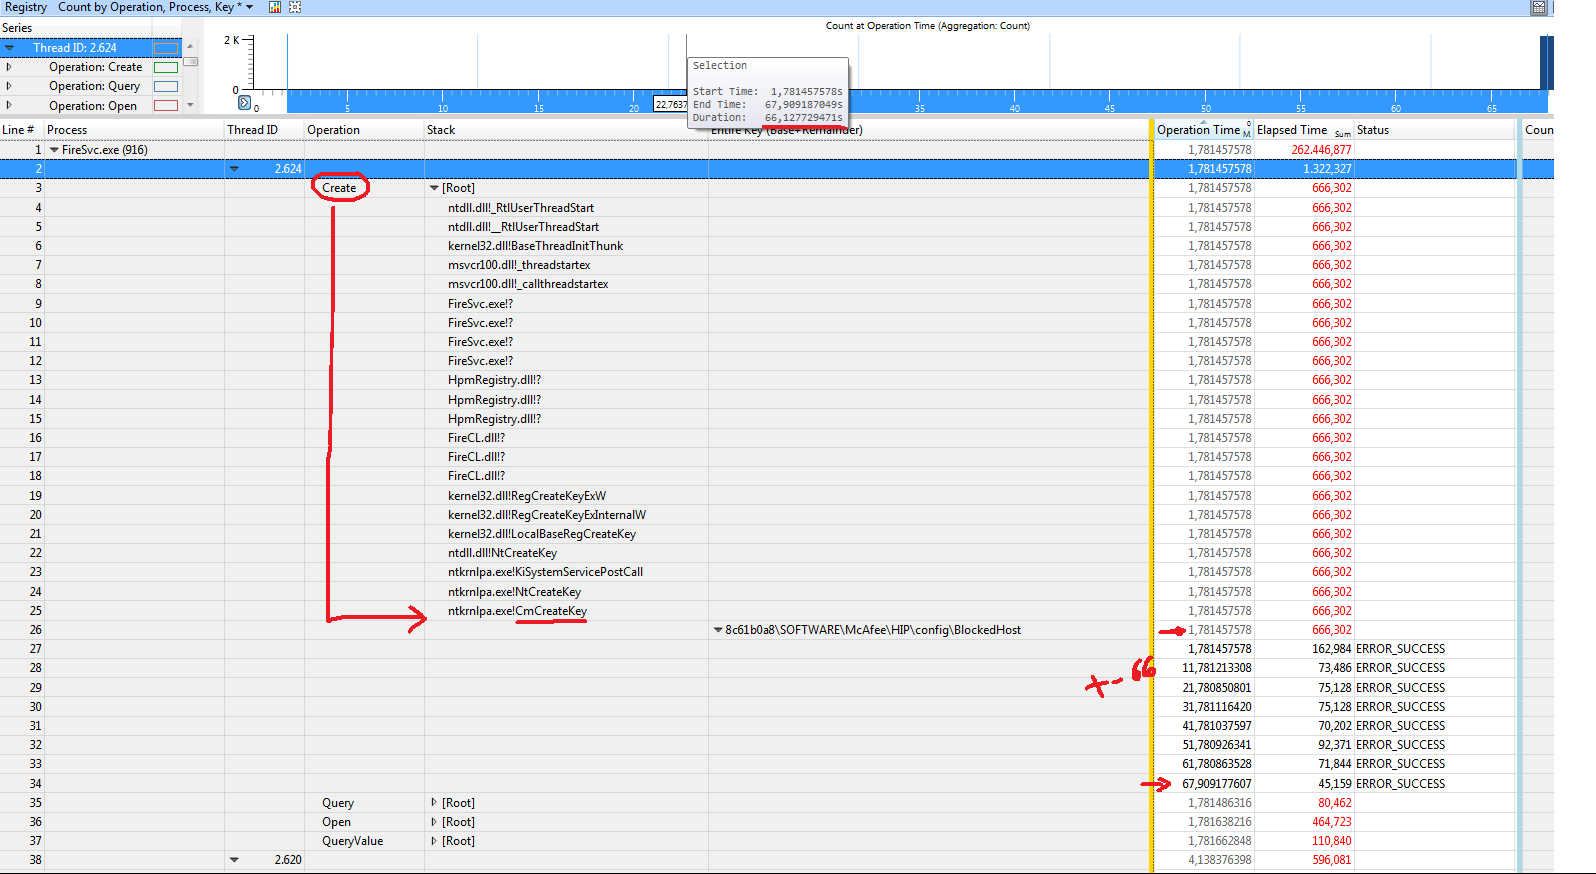 Registry Count by Operation, Process, Key *
Series
Thread ID: 2.624
Operation: Create
Operation: Query
Operation: Open
Count at Operation Time (Aggregation: Count)
2 K
0
0 5 10 15 20 22,7637 35 40 45 50 55 60 65
Selection
Start Time: 1,781457578s
End Time: 67,909187049s
Duration: 66,127729471s
Line # Process Thread ID Operation Stack Entire Key (Base+Remainder) Operation Time Elapsed Time Sum Status Coun
1 FireSvc.exe (916) 1,781457578 262.446,877
2 2.624 1,781457578 1.322,327
3 Create [Root] 1,781457578 666,302
4 ntdll.dll!_RtlUserThreadStart 1,781457578 666,302
5 ntdll.dll!__RtlUserThreadStart 1,781457578 666,302
6 kernel32.dll!BaseThreadInitThunk 1,781457578 666,302
7 msvcr100.dll!_threadstartex 1,781457578 666,302
8 msvcr100.dll!_callthreadstartex 1,781457578 666,302
9 FireSvc.exe!? 1,781457578 666,302
10 FireSvc.exe!? 1,781457578 666,302
11 FireSvc.exe!? 1,781457578 666,302
12 FireSvc.exe!? 1,781457578 666,302
13 HpmRegistry.dll!? 1,781457578 666,302
14 HpmRegistry.dll!? 1,781457578 666,302
15 HpmRegistry.dll!? 1,781457578 666,302
16 FireCL.dll!? 1,781457578 666,302
17 FireCL.dll!? 1,781457578 666,302
18 FireCL.dll!? 1,781457578 666,302
19 kernel32.dll!RegCreateKeyExW 1,781457578 666,302
20 kernel32.dll!RegCreateKeyExInternalW 1,781457578 666,302
21 kernel32.dll!LocalBaseRegCreateKey 1,781457578 666,302
22 ntdll.dll!NtCreateKey 1,781457578 666,302
23 ntkrnlpa.exe!KiSystemServicePostCall 1,781457578 666,302
24 ntkrnlpa.exe!NtCreateKey 1,781457578 666,302
25 ntkrnlpa.exe!CmCreateKey 1,781457578 666,302
26 8c61b0a8\SOFTWARE\McAfee\HIP\config\BlockedHost 1,781457578 666,302
27 1,781457578 162,984 ERROR_SUCCESS
28 11,781213308 73,486 ERROR_SUCCESS
+- 66
29 21,780850801 75,128 ERROR_SUCCESS
30 31,781116420 75,128 ERROR_SUCCESS
31 41,781037597 70,202 ERROR_SUCCESS
32 51,780926341 92,371 ERROR_SUCCESS
33 61,780863528 71,844 ERROR_SUCCESS
34 67,909177607 45,159 ERROR_SUCCESS
35 Query [Root] 1,781486316 80,462
36 Open [Root] 1,781638216 464,723
37 QueryValue [Root] 1,781662848 110,840
38 2.620 4,138376398 596,081